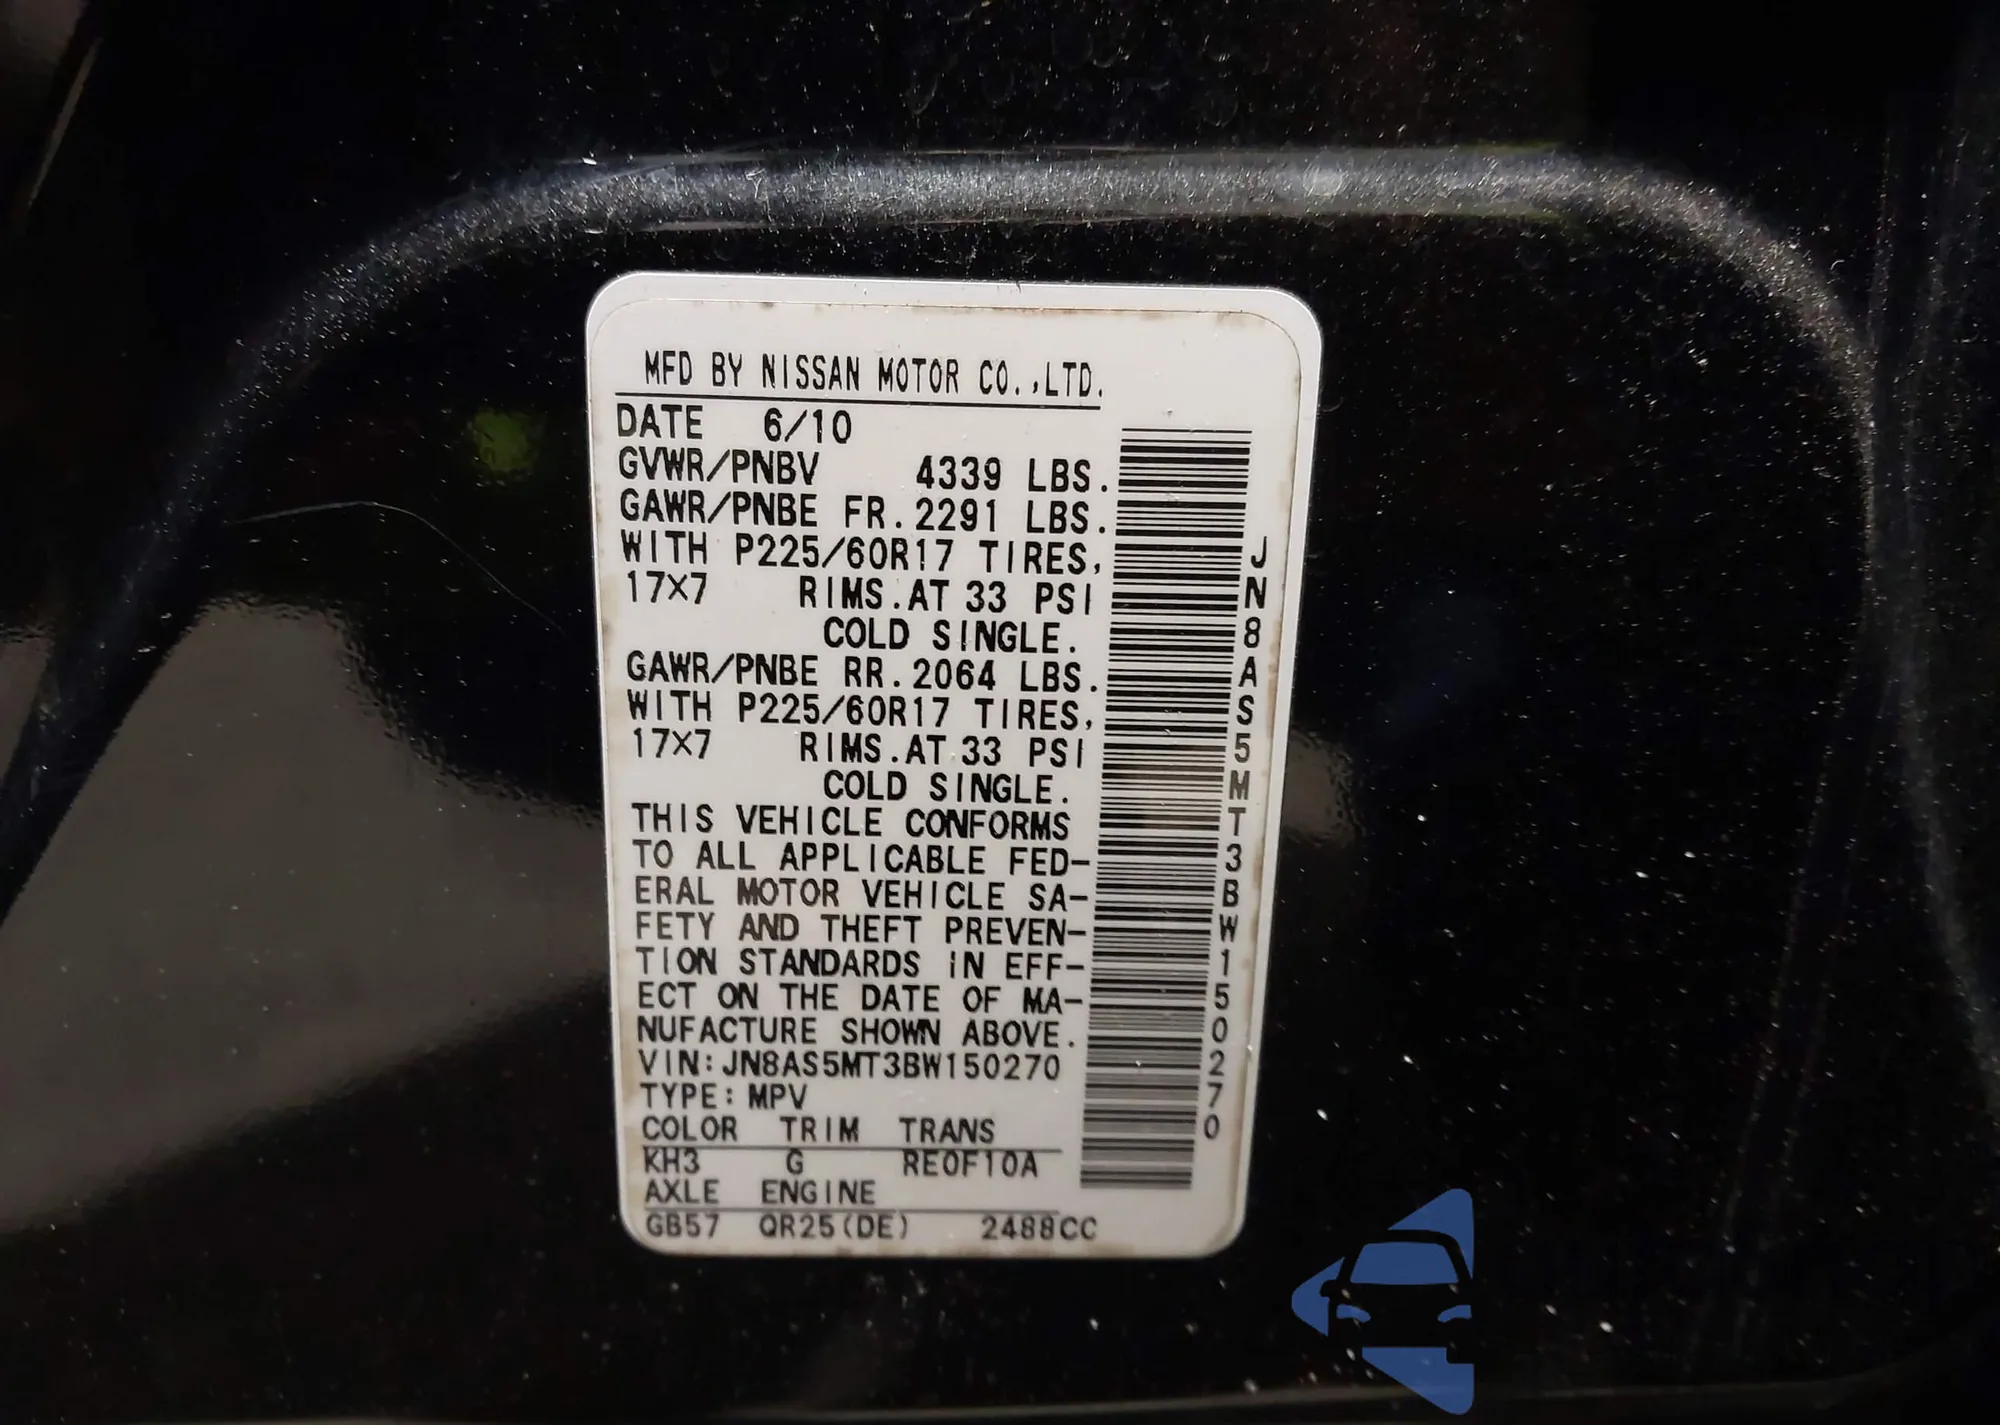 MFD BY NISSAN MOTOR CO.,LTD.
DATE 6/10
GVWR/PNBV 4339 LBS.
GAWR/PNBE FR.2291 LBS.
WITH P225/60R17 TIRES,
17X7 RIMS.AT 33 PSI
COLD SINGLE.
GAWR/PNBE RR.2064 LBS.
WITH P225/60R17 TIRES,
17X7 RIMS.AT 33 PSI
COLD SINGLE.
THIS VEHICLE CONFORMS
TO ALL APPLICABLE FED-
ERAL MOTOR VEHICLE SA-
FETY AND THEFT PREVEN-
TION STANDARDS IN EFF-
ECT ON THE DATE OF MA-
NUFACTURE SHOWN ABOVE.
VIN:JN8AS5MT3BW150270
TYPE:MPV
COLOR TRIM TRANS
KH3 G RE0F10A
AXLE ENGINE
GB57 QR25(DE) 2488CC
JN8AS5MT3BW150270